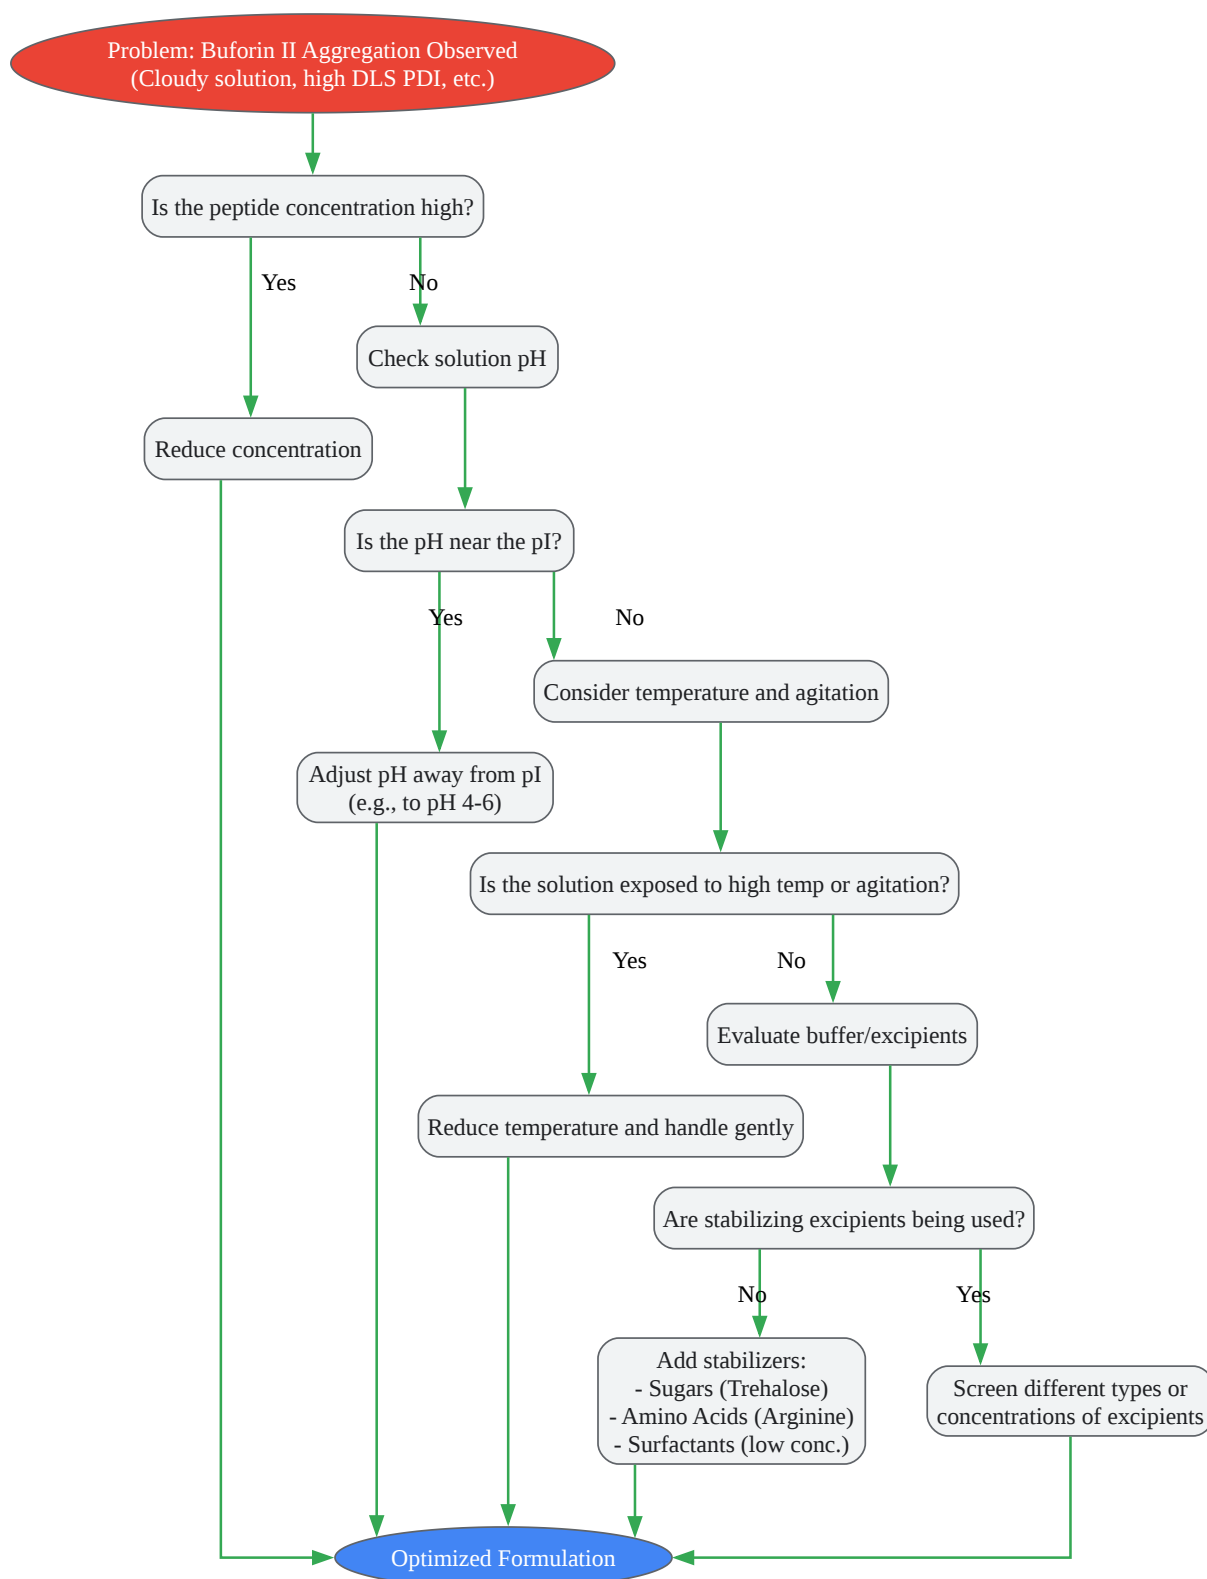 Problem: Buforin II Aggregation Observed
(Cloudy solution, high DLS PDI, etc.)
Is the peptide concentration high?
Yes
No
Check solution pH
Reduce concentration
Is the pH near the pI?
Yes
No
Consider temperature and agitation
Adjust pH away from pI
(e.g., to pH 4-6)
Is the solution exposed to high temp or agitation?
Yes
No
Evaluate buffer/excipients
Reduce temperature and handle gently
Are stabilizing excipients being used?
No
Yes
Add stabilizers:
- Sugars (Trehalose)
- Amino Acids (Arginine)
- Surfactants (low conc.)
Screen different types or
concentrations of excipients
Optimized Formulation